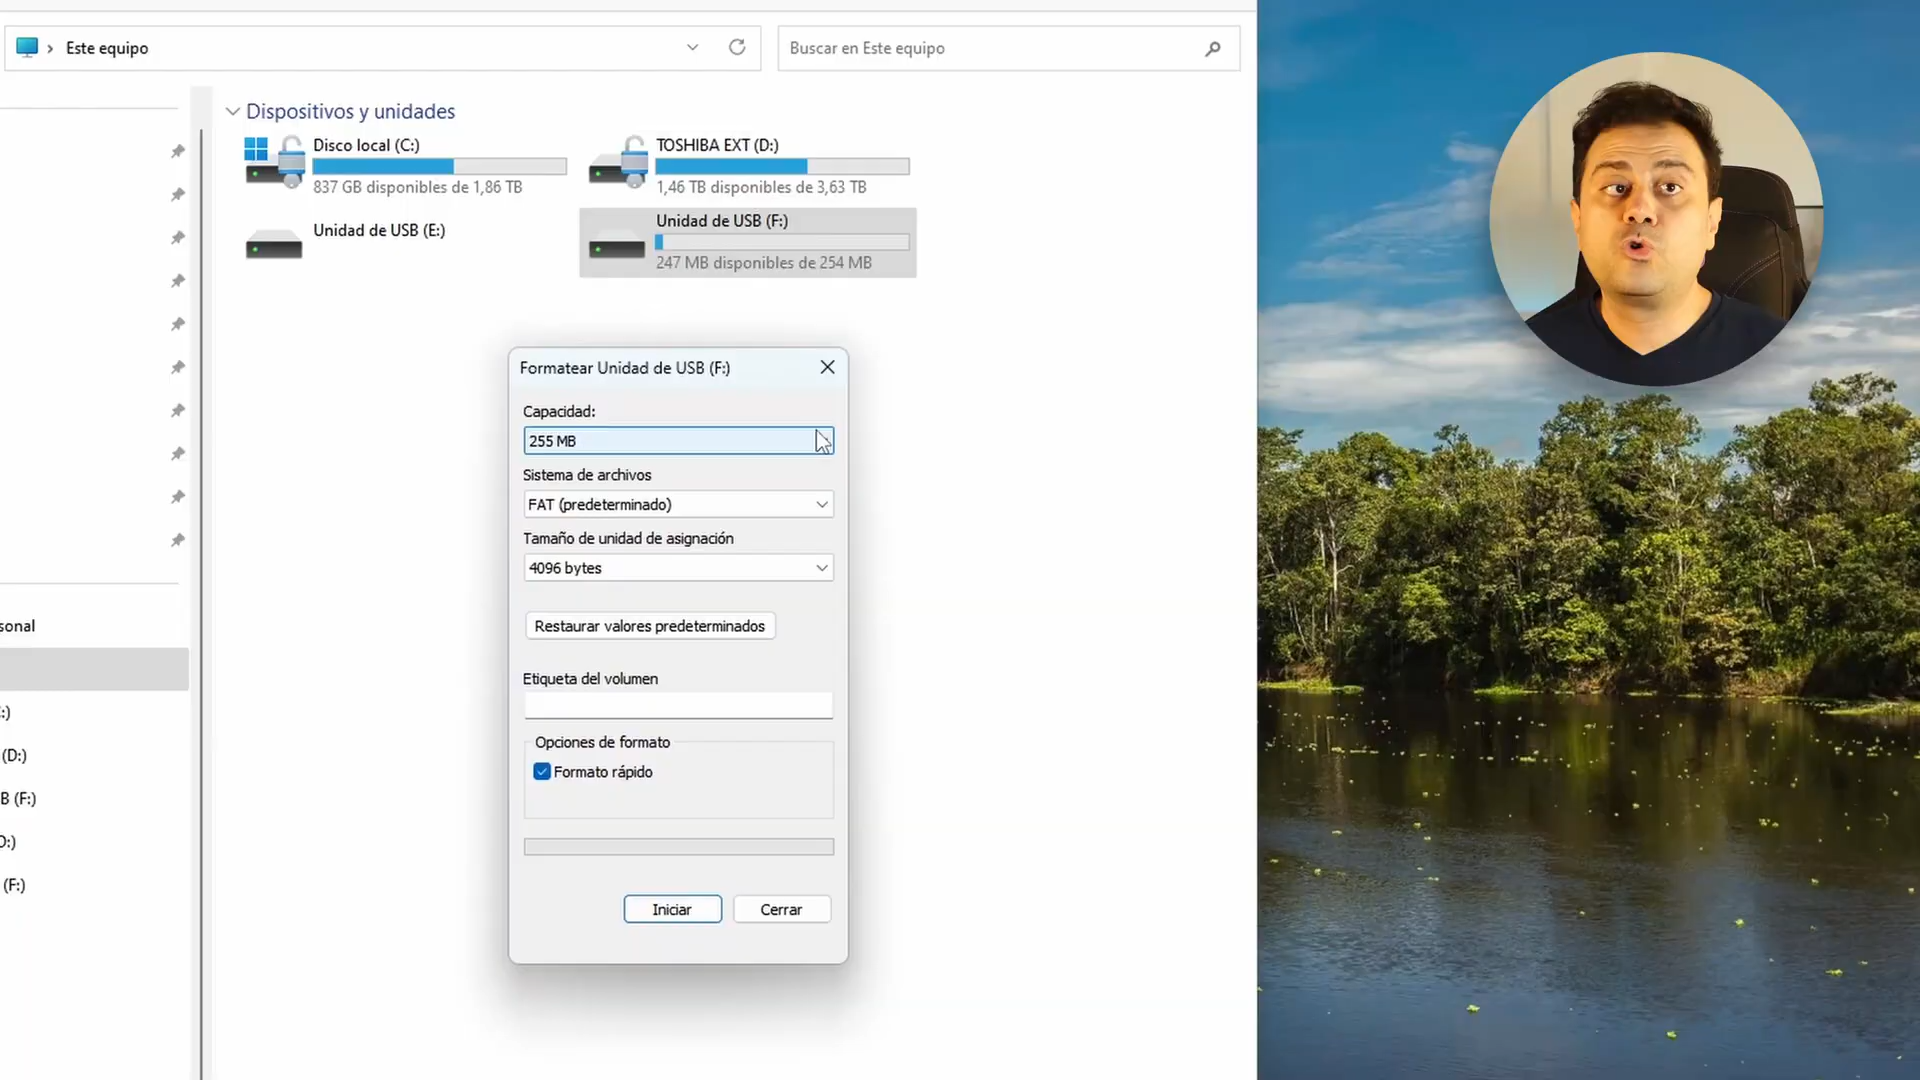 Este equipo
Buscar en Este equipo
Dispositivos y unidades
Disco local (C:)
837 GB disponibles de 1,86 TB
TOSHIBA EXT (D:)
1,46 TB disponibles de 3,63 TB
Unidad de USB (E:)
Unidad de USB (F:)
247 MB disponibles de 254 MB
Formatear Unidad de USB (F:)
Capacidad:
255 MB
Sistema de archivos
FAT (predeterminado)
Tamaño de unidad de asignación
4096 bytes
Restaurar valores predeterminados
Etiqueta del volumen
Opciones de formato
Formato rápido
Iniciar
Cerrar
sonal
:)
(D:)
B (F:)
D:)
(F:)